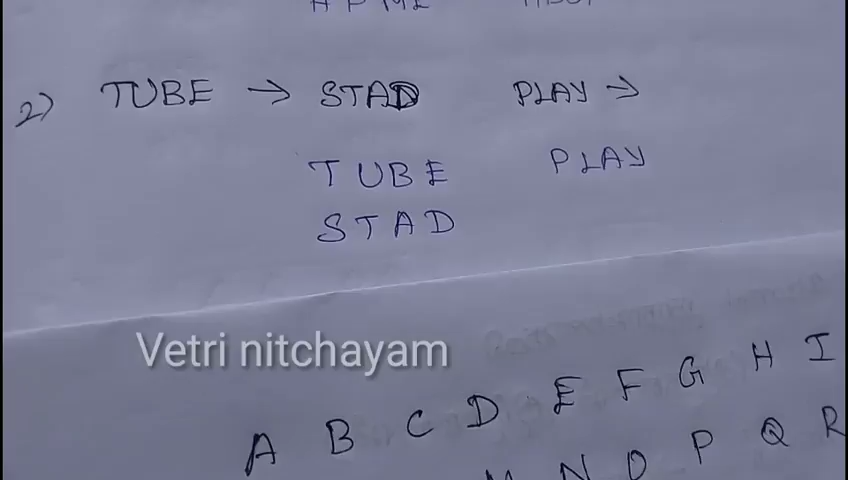 2) TUBE → STAD PLAY →
TUBE PLAY
STAD
Vetri nitchayam
A B C D E F G H I
N O P Q R